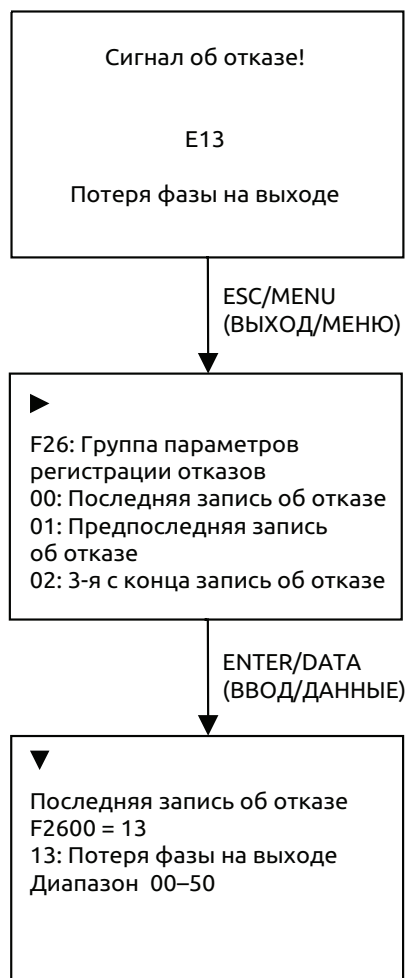 Сигнал об отказе!
E13
Потеря фазы на выходе
ESC/MENU
(ВЫХОД/МЕНЮ)
F26: Группа параметров
регистрации отказов
00: Последняя запись об отказе
01: Предпоследняя запись
об отказе
02: 3-я с конца запись об отказе
ENTER/DATA
(ВВОД/ДАННЫЕ)
Последняя запись об отказе
F2600 = 13
13: Потеря фазы на выходе
Диапазон 00–50